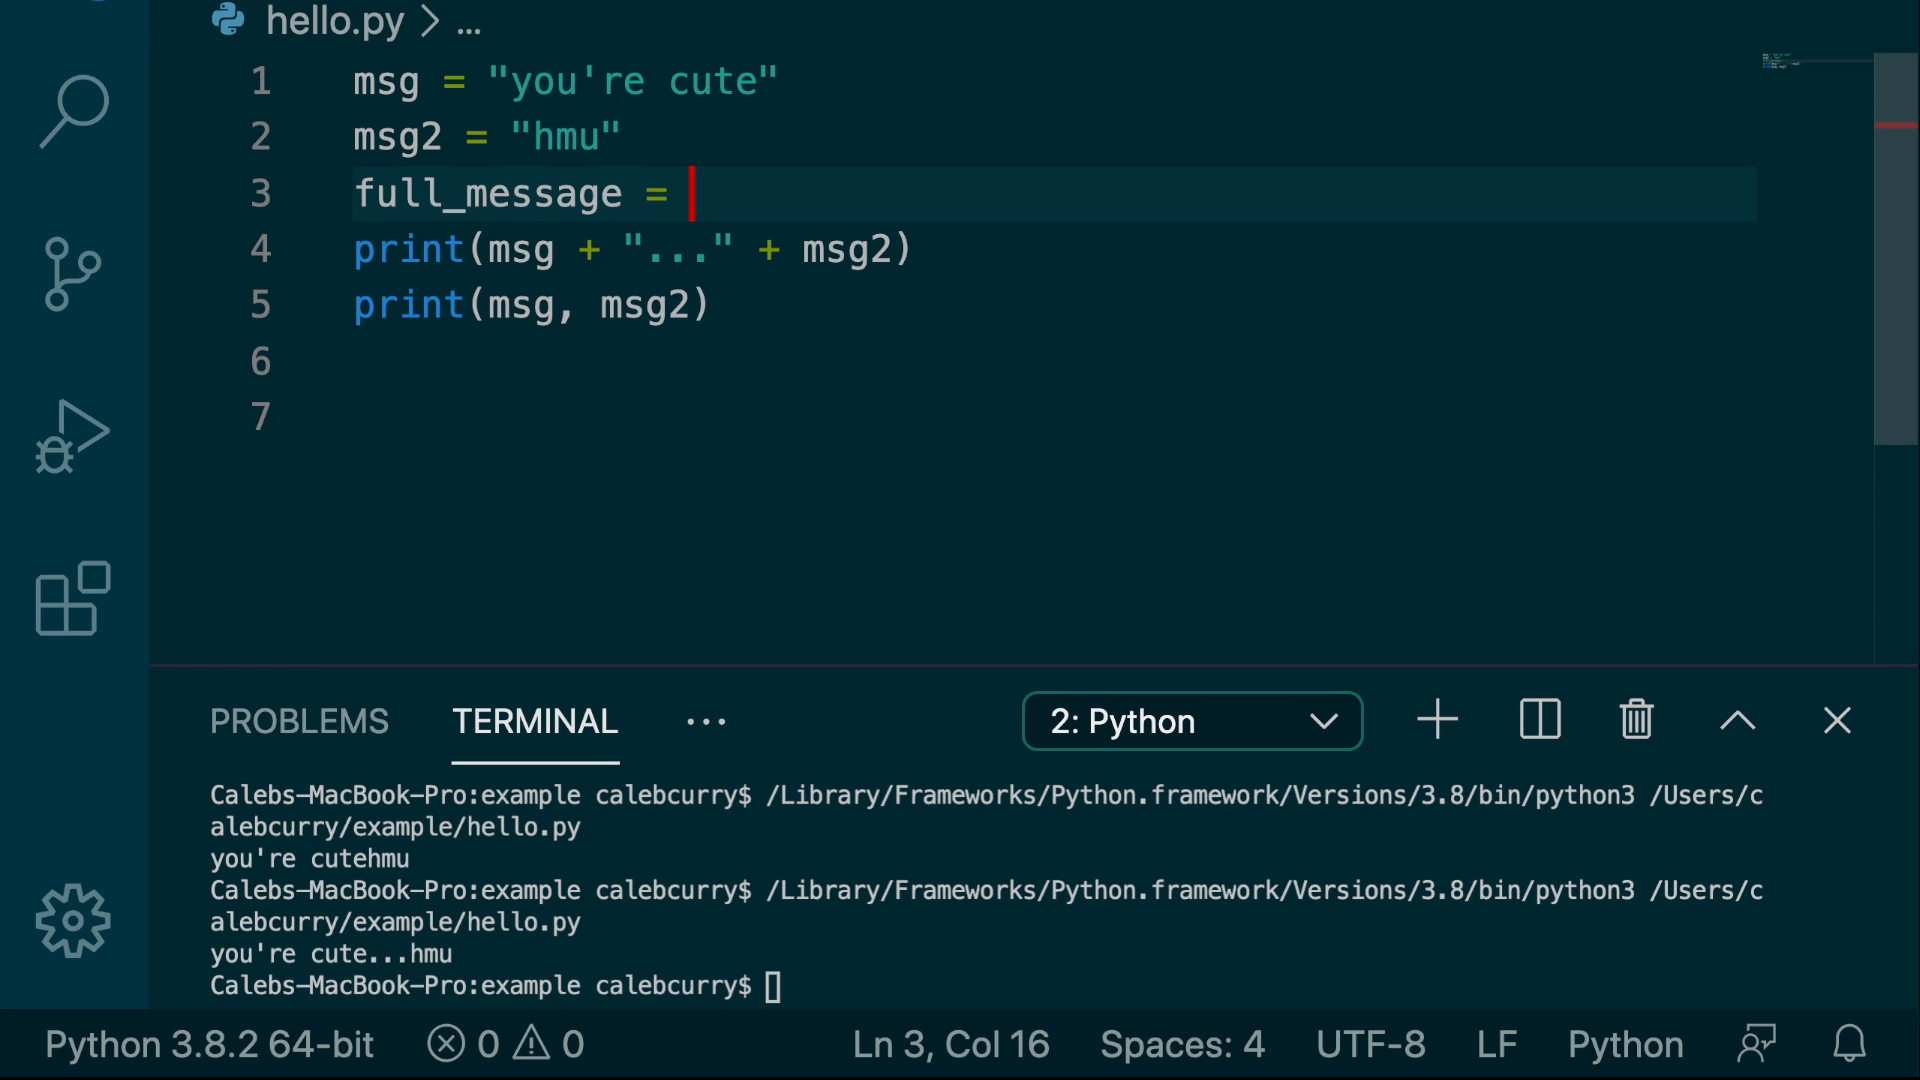 hello.py > ...
1 msg = "you're cute"
2 msg2 = "hmu"
3 full_message =
4 print(msg + "..." + msg2)
5 print(msg, msg2)
6
7
PROBLEMS TERMINAL ... 2: Python
Calebs-MacBook-Pro:example calebcurry$ /Library/Frameworks/Python.framework/Versions/3.8/bin/python3 /Users/c
alebcurry/example/hello.py
you're cutehmu
Calebs-MacBook-Pro:example calebcurry$ /Library/Frameworks/Python.framework/Versions/3.8/bin/python3 /Users/c
alebcurry/example/hello.py
you're cute...hmu
Calebs-MacBook-Pro:example calebcurry$
Python 3.8.2 64-bit 0 0 Ln 3, Col 16 Spaces: 4 UTF-8 LF Python